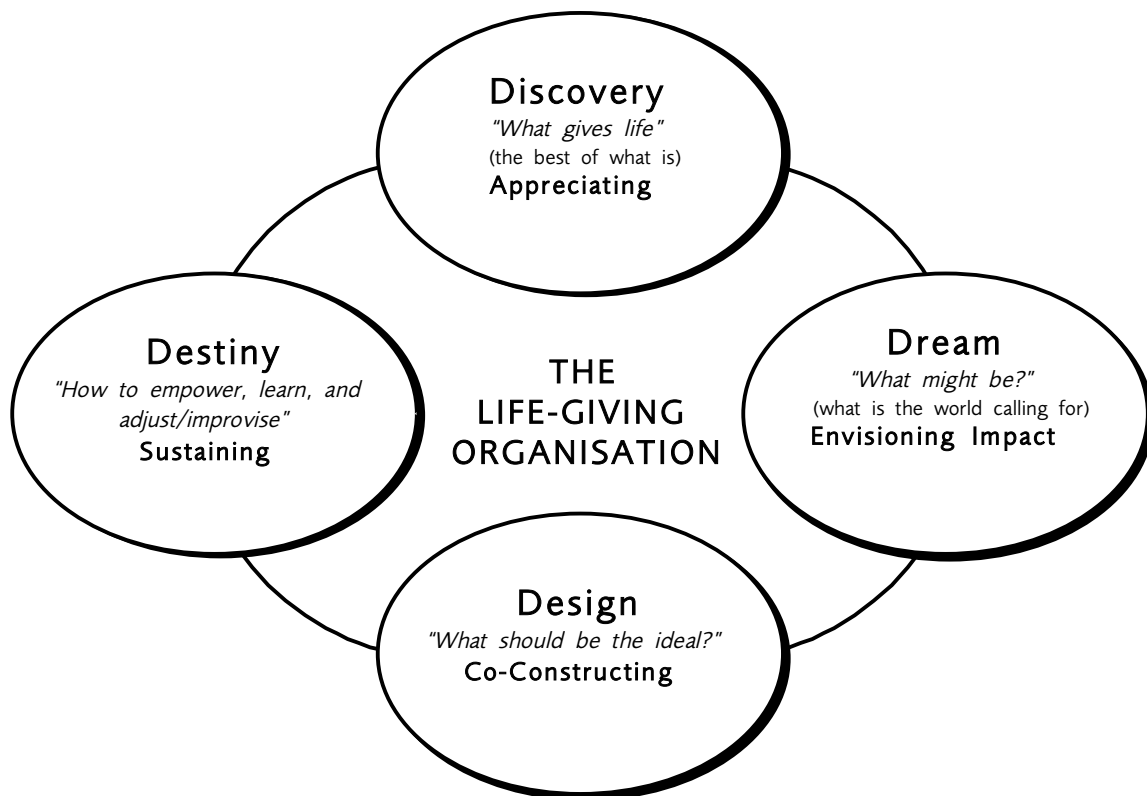 Discovery
"What gives life"
(the best of what is)
Appreciating
Destiny
"How to empower, learn, and
adjust/improvise"
Sustaining
THE
LIFE-GIVING
ORGANISATION
Dream
"What might be?"
(what is the world calling for)
Envisioning Impact
Design
"What should be the ideal?"
Co-Constructing